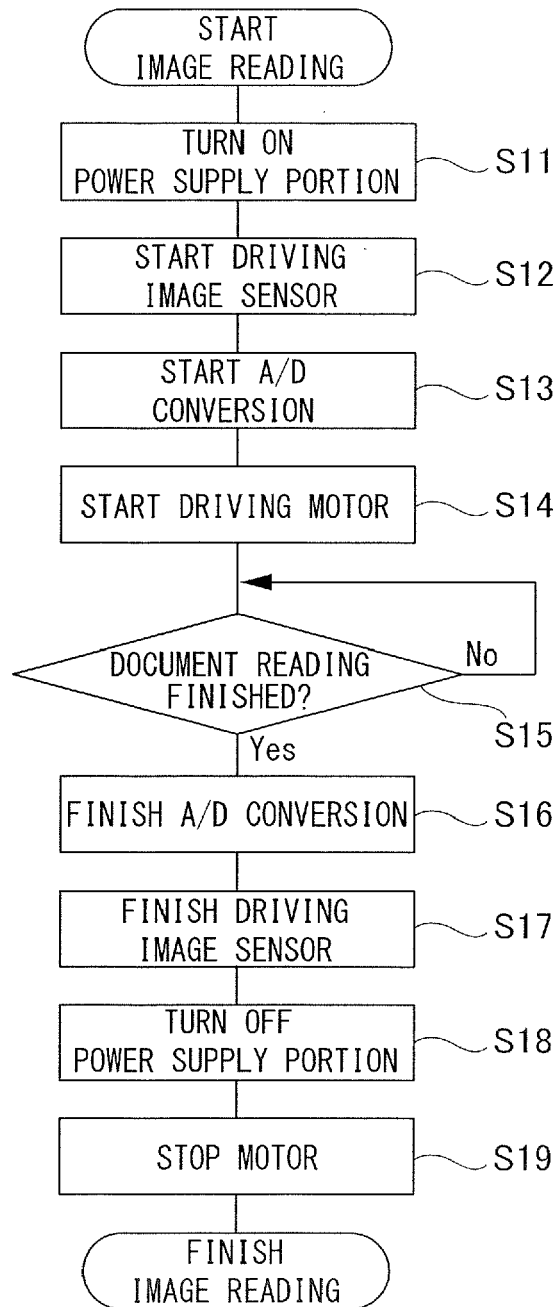 START
IMAGE READING
TURN ON
POWER SUPPLY PORTION
S11
START DRIVING
IMAGE SENSOR
S12
START A/D
CONVERSION
S13
START DRIVING MOTOR
S14
DOCUMENT READING
FINISHED?
No
S15
Yes
FINISH A/D CONVERSION
S16
FINISH DRIVING
IMAGE SENSOR
S17
TURN OFF
POWER SUPPLY PORTION
S18
STOP MOTOR
S19
FINISH
IMAGE READING